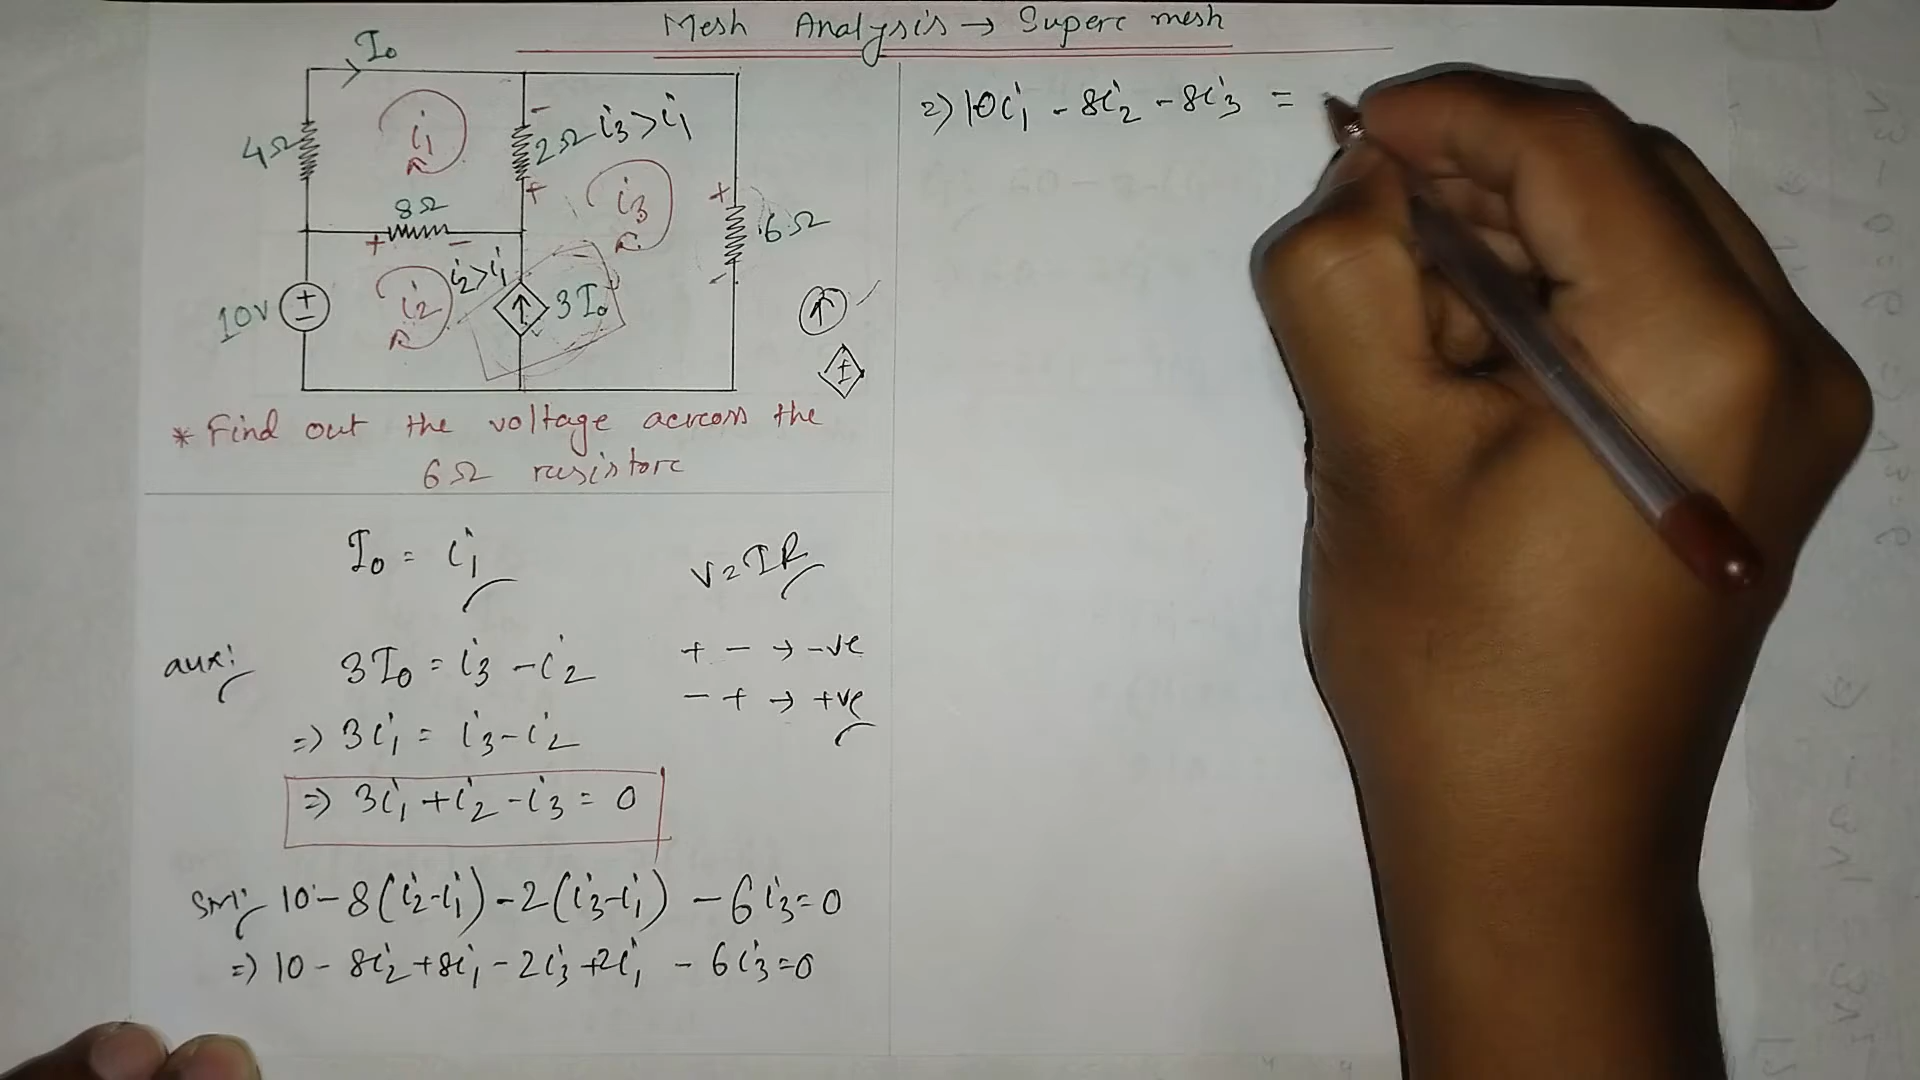 Mesh Analysis → Superc mesh
I₀
4Ω
i₁
2Ω i₃ > i₁
i₃
8Ω
+ -
+
6Ω
-
i₂ > i₁
10V
i₂
3I₀
* Find out the voltage across the
6Ω resistorc
I₀ = i₁
V = IR
aux: 3I₀ = i₃ - i₂
+ - → -ve
- + → +ve
⇒ 3i₁ = i₃ - i₂
⇒ 3i₁ + i₂ - i₃ = 0
SM: 10 - 8(i₂ - i₁) - 2(i₃ - i₁) - 6i₃ = 0
⇒ 10 - 8i₂ + 8i₁ - 2i₃ + 2i₁ - 6i₃ = 0
⇒ 10i₁ - 8i₂ - 8i₃ =